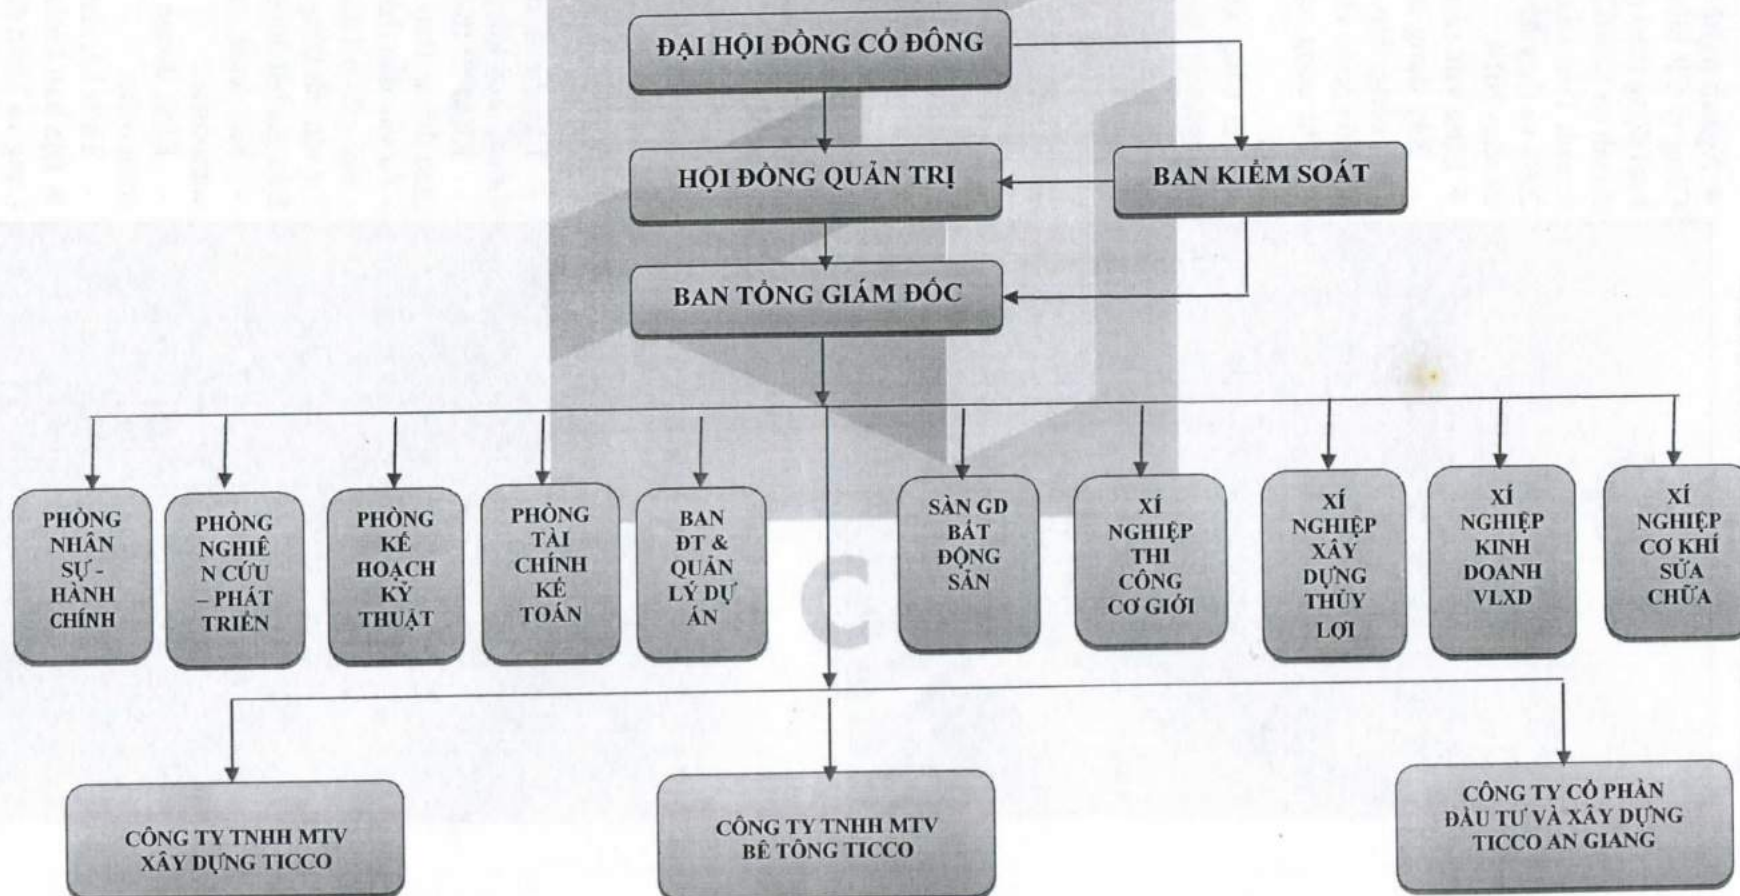 ĐẠI HỘI ĐỒNG CỔ ĐÔNG
HỘI ĐỒNG QUẢN TRỊ
BAN KIỂM SOÁT
BAN TỔNG GIÁM ĐỐC
PHÒNG
NHÂN
SỰ -
HÀNH
CHÍNH
PHÒNG
NGHIÊ
N CỨU
– PHÁT
TRIỂN
PHÒNG
KẾ
HOẠCH
KỸ
THUẬT
PHÒNG
TÀI
CHÍNH
KẾ
TOÁN
BAN
ĐT &
QUẢN
LÝ DỰ
ÁN
SÀN GD
BẤT
ĐỘNG
SẢN
XÍ
NGHIỆP
THI
CÔNG
CƠ GIỚI
XÍ
NGHIỆP
XÂY
DỰNG
THỦY
LỢI
XÍ
NGHIỆP
KINH
DOANH
VLXD
XÍ
NGHIỆP
CƠ KHÍ
SỬA
CHỮA
C
CÔNG TY TNHH MTV
XÂY DỰNG TICCO
CÔNG TY TNHH MTV
BÊ TÔNG TICCO
CÔNG TY CỔ PHẦN
ĐẦU TƯ VÀ XÂY DỰNG
TICCO AN GIANG